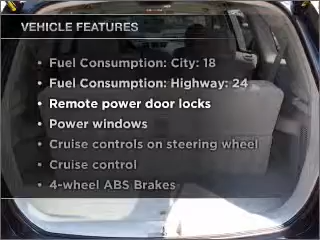 VEHICLE FEATURES
• Fuel Consumption: City: 18
• Fuel Consumption: Highway: 24
• Remote power door locks
• Power windows
• Cruise controls on steering wheel
• Cruise control
• 4-wheel ABS Brakes